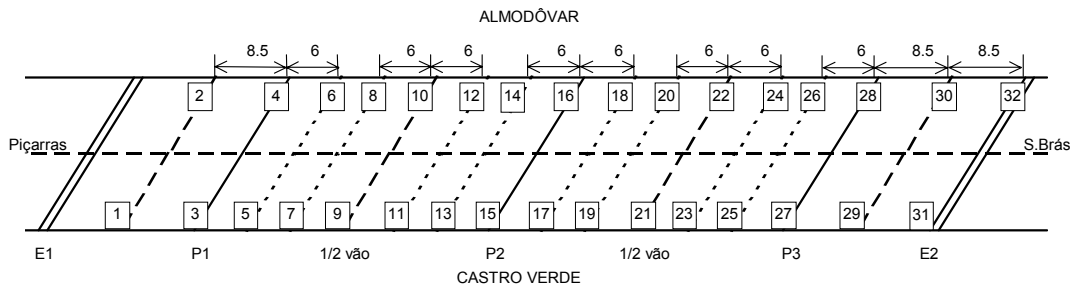 ALMODÔVAR
8.5 6 6 6 6 6 6 6 6 8.5 8.5
2 4 6 8 10 12 14 16 18 20 22 24 26 28 30 32
Piçarras S.Brás
1 3 5 7 9 11 13 15 17 19 21 23 25 27 29 31
E1 P1 1/2 vão P2 1/2 vão P3 E2
CASTRO VERDE